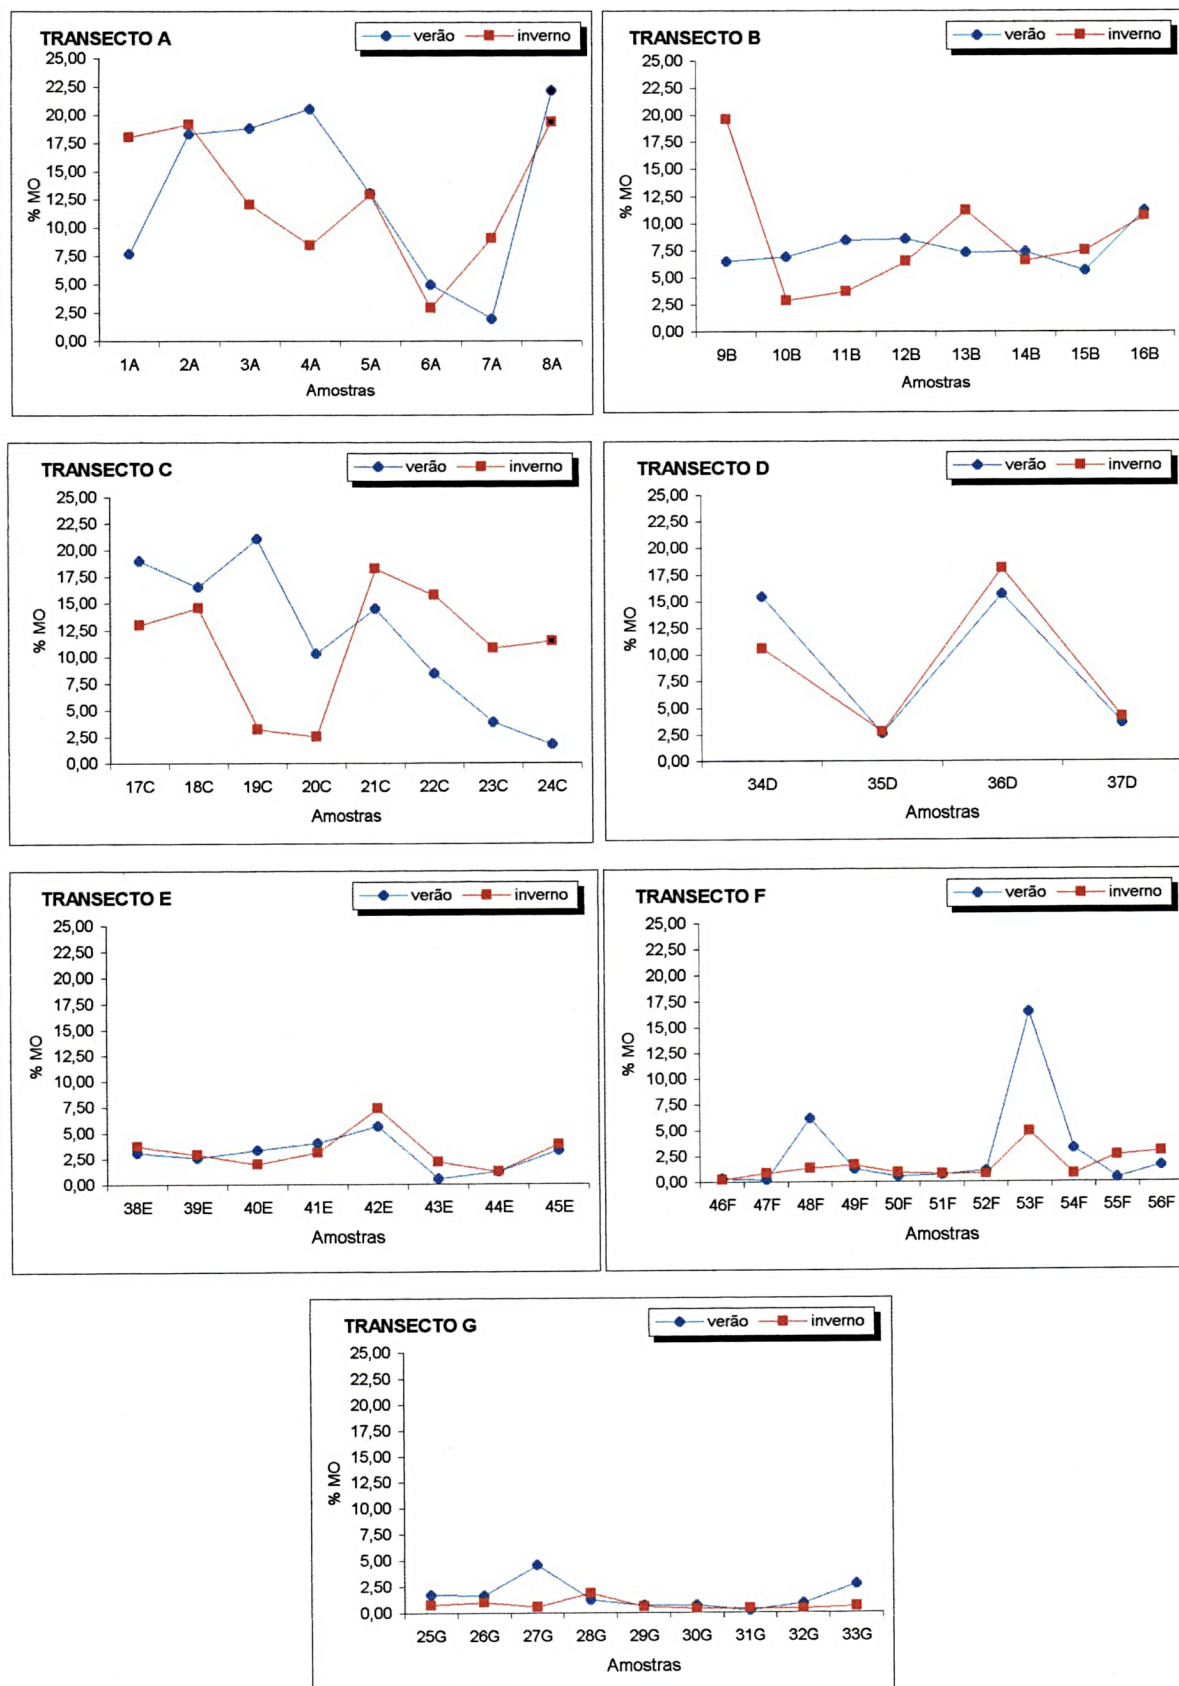 TRANSECTO A
verão inverno
25,00
22,50
20,00
17,50
15,00
12,50
10,00
7,50
5,00
2,50
0,00
% MO
1A 2A 3A 4A 5A 6A 7A 8A
Amostras
TRANSECTO B
verão inverno
25,00
22,50
20,00
17,50
15,00
12,50
10,00
7,50
5,00
2,50
0,00
% MO
9B 10B 11B 12B 13B 14B 15B 16B
Amostras
TRANSECTO C
verão inverno
25,00
22,50
20,00
17,50
15,00
12,50
10,00
7,50
5,00
2,50
0,00
% MO
17C 18C 19C 20C 21C 22C 23C 24C
Amostras
TRANSECTO D
verão inverno
25,00
22,50
20,00
17,50
15,00
12,50
10,00
7,50
5,00
2,50
0,00
% MO
34D 35D 36D 37D
Amostras
TRANSECTO E
verão inverno
25,00
22,50
20,00
17,50
15,00
12,50
10,00
7,50
5,00
2,50
0,00
% MO
38E 39E 40E 41E 42E 43E 44E 45E
Amostras
TRANSECTO F
verão inverno
25,00
22,50
20,00
17,50
15,00
12,50
10,00
7,50
5,00
2,50
0,00
% MO
46F 47F 48F 49F 50F 51F 52F 53F 54F 55F 56F
Amostras
TRANSECTO G
verão inverno
25,00
22,50
20,00
17,50
15,00
12,50
10,00
7,50
5,00
2,50
0,00
% MO
25G 26G 27G 28G 29G 30G 31G 32G 33G
Amostras